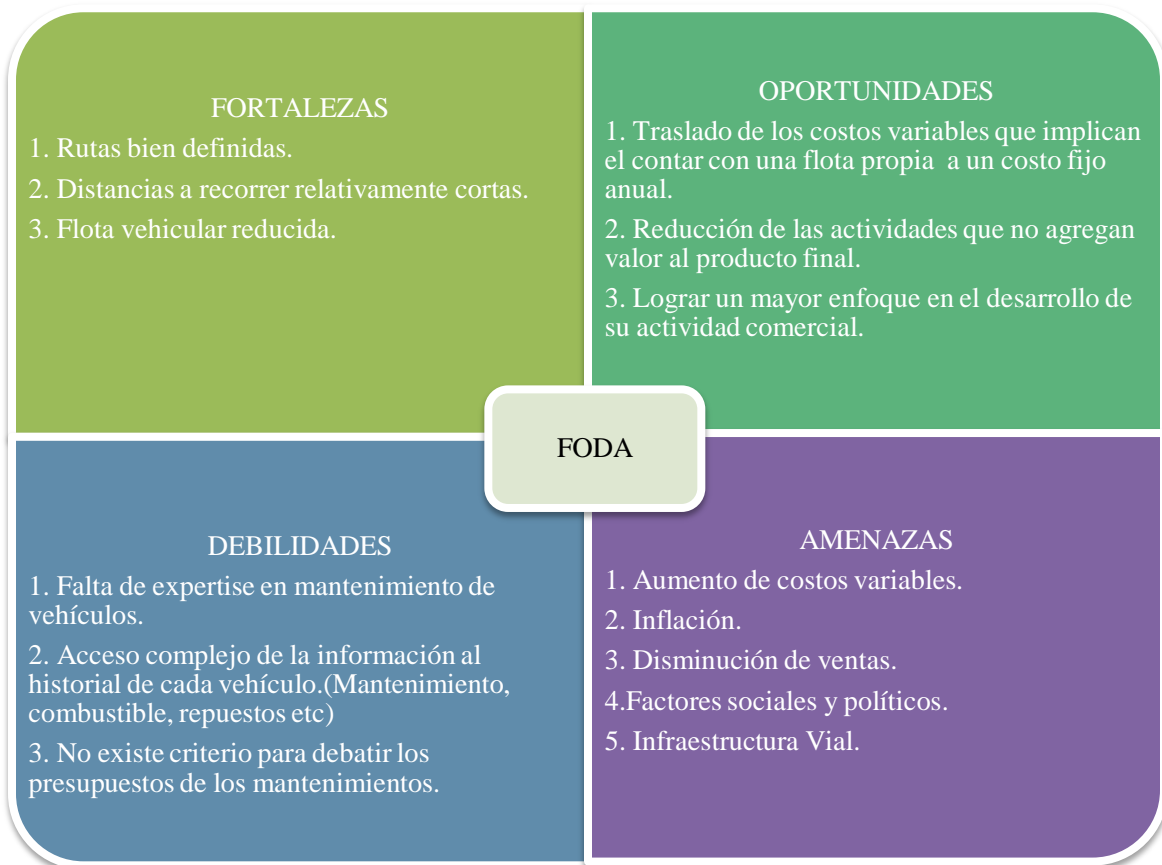 FORTALEZAS
1. Rutas bien definidas.
2. Distancias a recorrer relativamente cortas.
3. Flota vehicular reducida.
OPORTUNIDADES
1. Traslado de los costos variables que implican
el contar con una flota propia a un costo fijo
anual.
2. Reducción de las actividades que no agregan
valor al producto final.
3. Lograr un mayor enfoque en el desarrollo de
su actividad comercial.
FODA
DEBILIDADES
1. Falta de expertise en mantenimiento de
vehículos.
2. Acceso complejo de la información al
historial de cada vehículo.(Mantenimiento,
combustible, repuestos etc)
3. No existe criterio para debatir los
presupuestos de los mantenimientos.
AMENAZAS
1. Aumento de costos variables.
2. Inflación.
3. Disminución de ventas.
4.Factores sociales y políticos.
5. Infraestructura Vial.